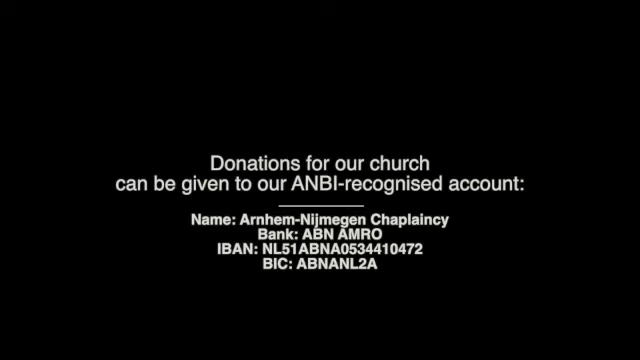 Donations for our church
can be given to our ANBI-recognised account:
Name: Arnhem-Nijmegen Chaplaincy
Bank: ABN AMRO
IBAN: NL51ABNA0534410472
BIC: ABNANL2A